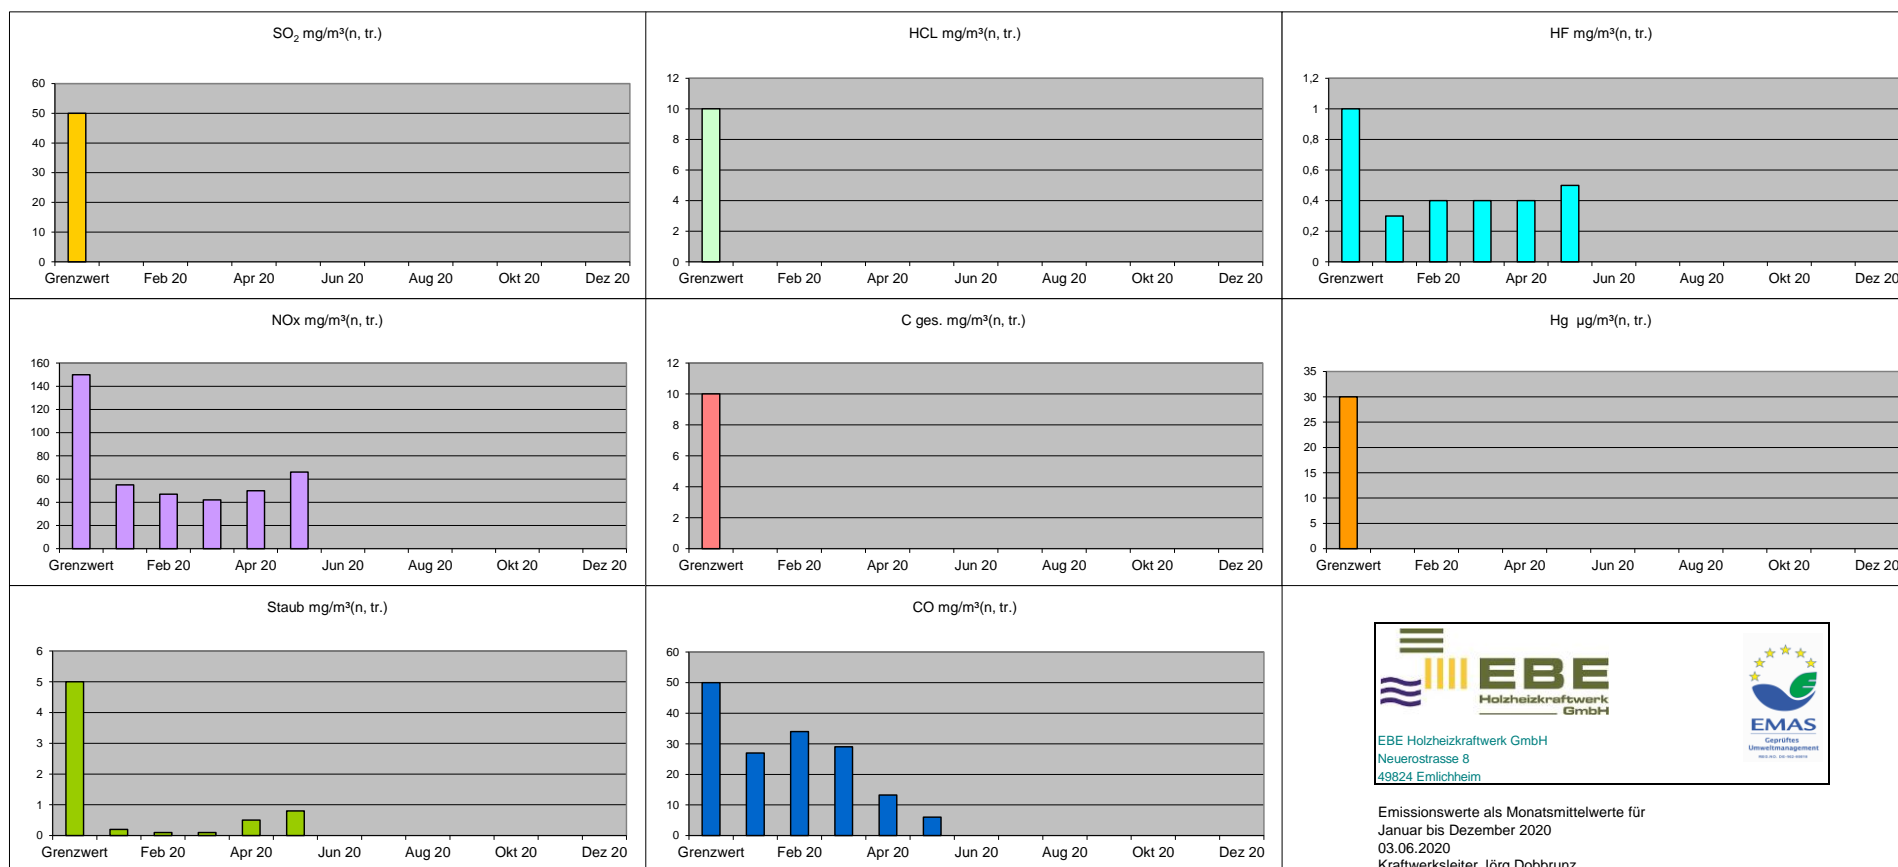 SO2 mg/m³(n, tr.)
60
50
40
30
20
10
0
Grenzwert Feb 20 Apr 20 Jun 20 Aug 20 Okt 20 Dez 20
HCL mg/m³(n, tr.)
12
10
8
6
4
2
0
Grenzwert Feb 20 Apr 20 Jun 20 Aug 20 Okt 20 Dez 20
HF mg/m³(n, tr.)
1,2
1
0,8
0,6
0,4
0,2
0
Grenzwert Feb 20 Apr 20 Jun 20 Aug 20 Okt 20 Dez 20
NOx mg/m³(n, tr.)
160
140
120
100
80
60
40
20
0
Grenzwert Feb 20 Apr 20 Jun 20 Aug 20 Okt 20 Dez 20
C ges. mg/m³(n, tr.)
12
10
8
6
4
2
0
Grenzwert Feb 20 Apr 20 Jun 20 Aug 20 Okt 20 Dez 20
Hg µg/m³(n, tr.)
35
30
25
20
15
10
5
0
Grenzwert Feb 20 Apr 20 Jun 20 Aug 20 Okt 20 Dez 20
Staub mg/m³(n, tr.)
6
5
4
3
2
1
0
Grenzwert Feb 20 Apr 20 Jun 20 Aug 20 Okt 20 Dez 20
CO mg/m³(n, tr.)
60
50
40
30
20
10
0
Grenzwert Feb 20 Apr 20 Jun 20 Aug 20 Okt 20 Dez 20
EBE
Holzheizkraftwerk
GmbH
EBE Holzheizkraftwerk GmbH
Neuerostrasse 8
49824 Emlichheim
EMAS
Geprüftes
Umweltmanagement
Emissionswerte als Monatsmittelwerte für
Januar bis Dezember 2020
03.06.2020
Kraftwerksleiter Jörg Dobbrunz